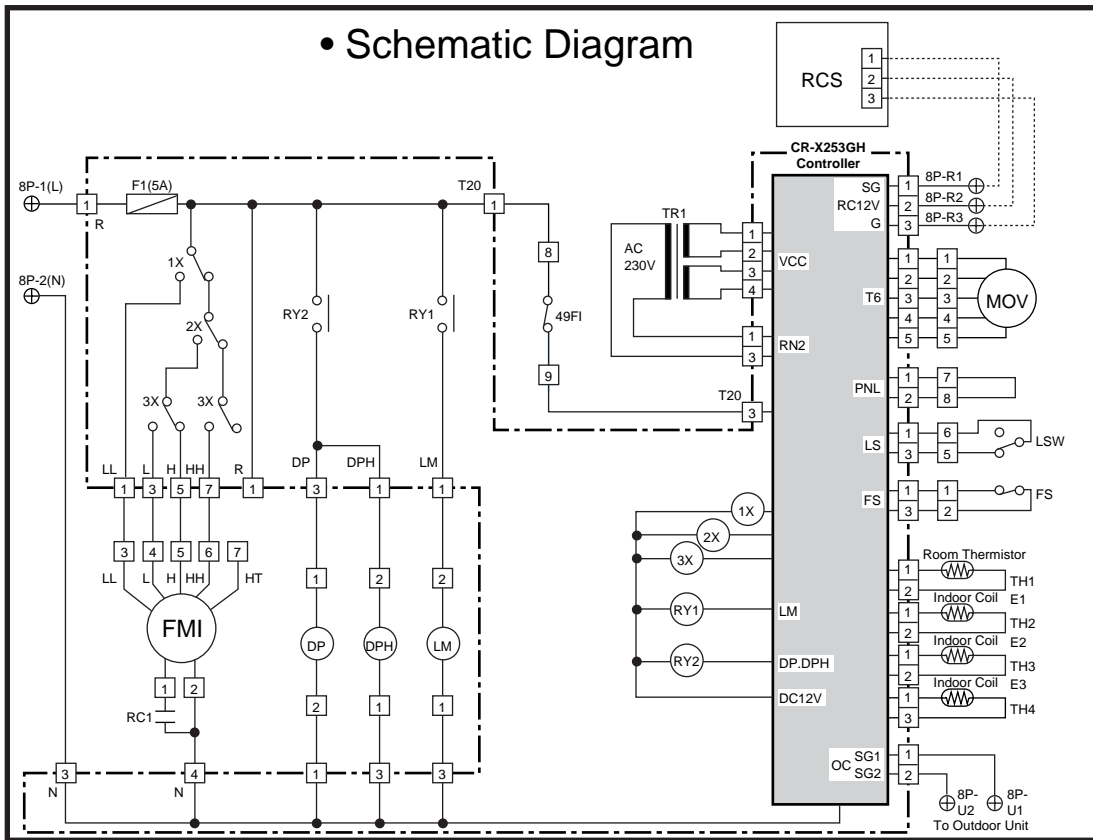 • Schematic Diagram
RCS
1
2
3
CR-X253GH
Controller
8P-1(L)
1
R
F1(5A)
T20
1
8P-2(N)
1X
2X
3X
3X
RY2
RY1
8
49FI
9
T20
3
AC
230V
TR1
1
2
3
4
VCC
1
3
RN2
SG
RC12V
G
1
2
3
8P-R1
8P-R2
8P-R3
T6
1
2
3
4
5
1
2
3
4
5
MOV
PNL
1
2
7
8
LS
1
3
6
5
LSW
FS
1
3
1
2
FS
LL
L
H
HH
R
DP
DPH
LM
1
3
5
7
1
3
1
1
3
4
5
6
7
LL
L
H
HH
HT
FMI
1
2
RC1
1
2
2
DP
DPH
LM
2
1
1
3
N
4
N
1
3
3
1X
2X
3X
RY1
LM
RY2
DP.DPH
DC12V
Room Thermistor
1
2
TH1
Indoor Coil E1
1
2
TH2
Indoor Coil E2
1
2
TH3
Indoor Coil E3
1
3
TH4
OC
SG1
SG2
1
2
8P-
U2
8P-
U1
To Outdoor Unit